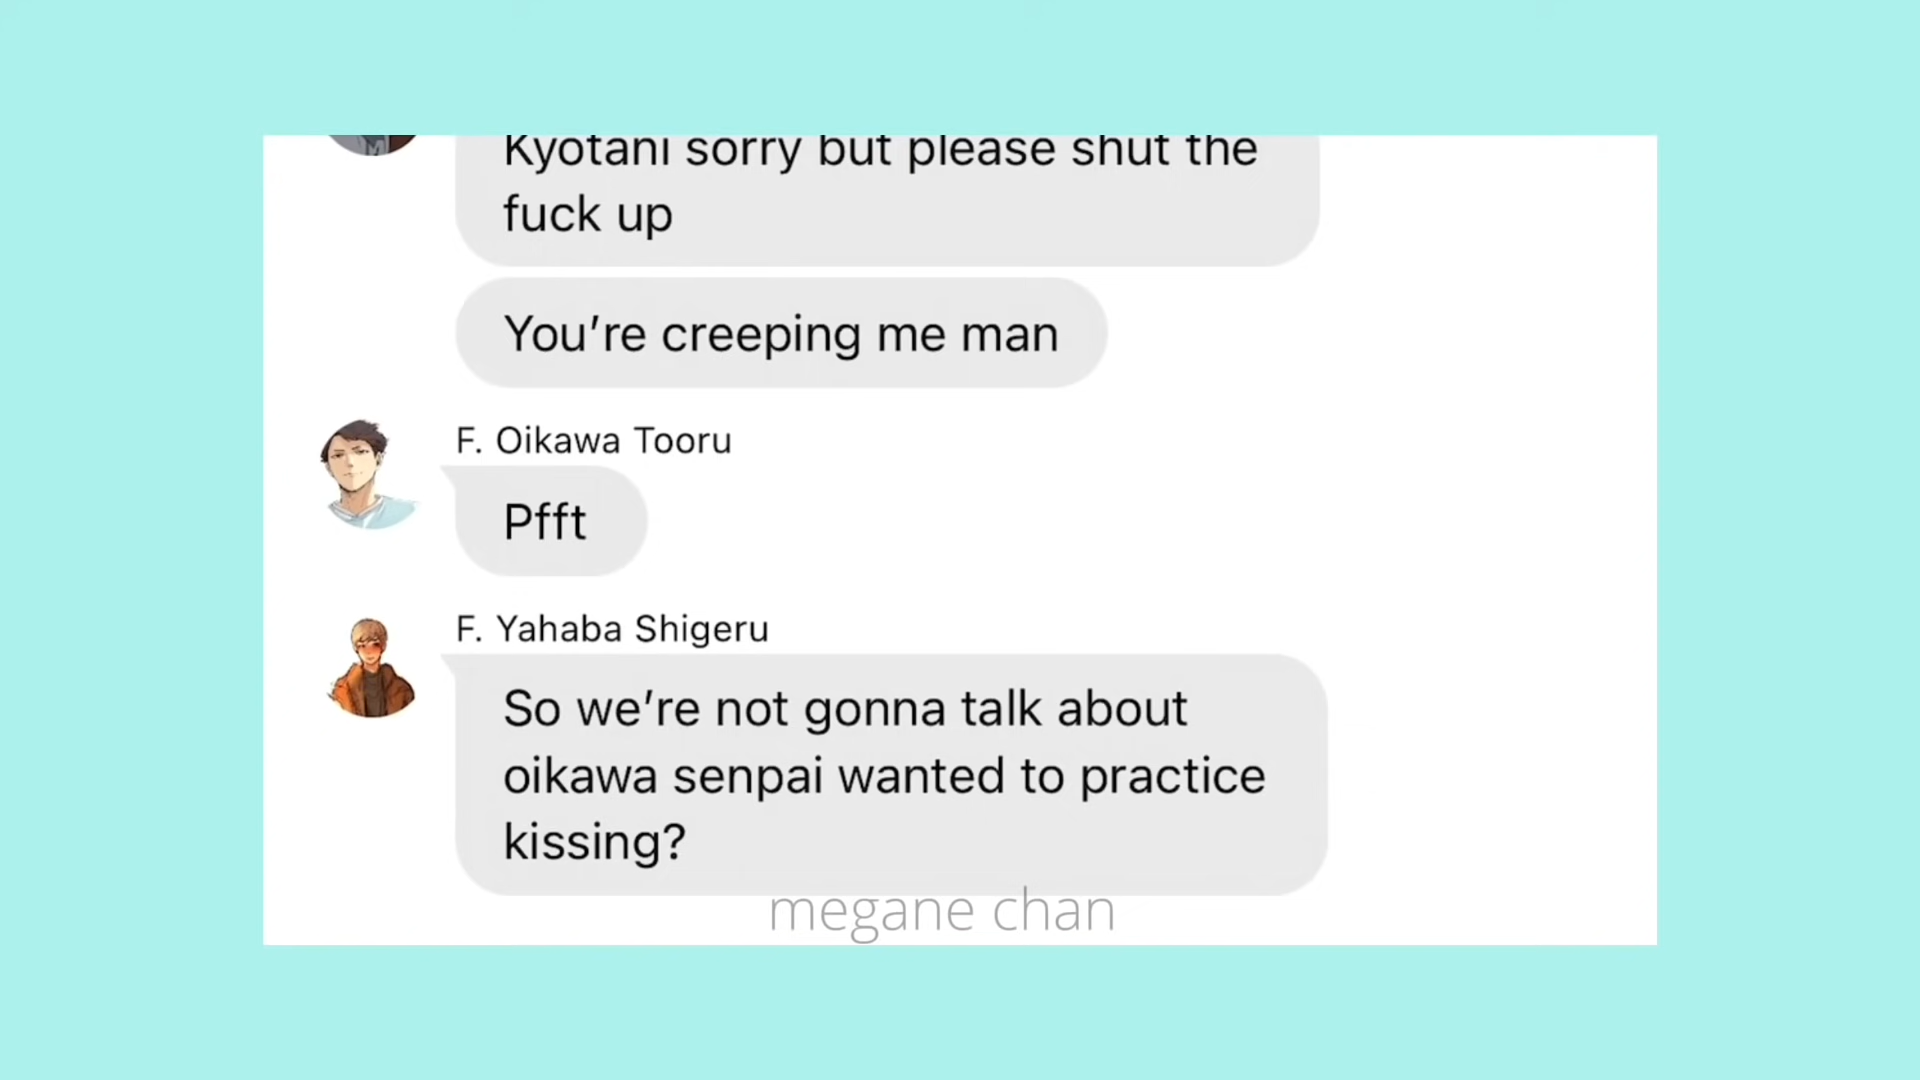 Kyotani sorry but please shut the
fuck up
You’re creeping me man
F. Oikawa Tooru
Pfft
F. Yahaba Shigeru
So we’re not gonna talk about
oikawa senpai wanted to practice
kissing?
megane chan